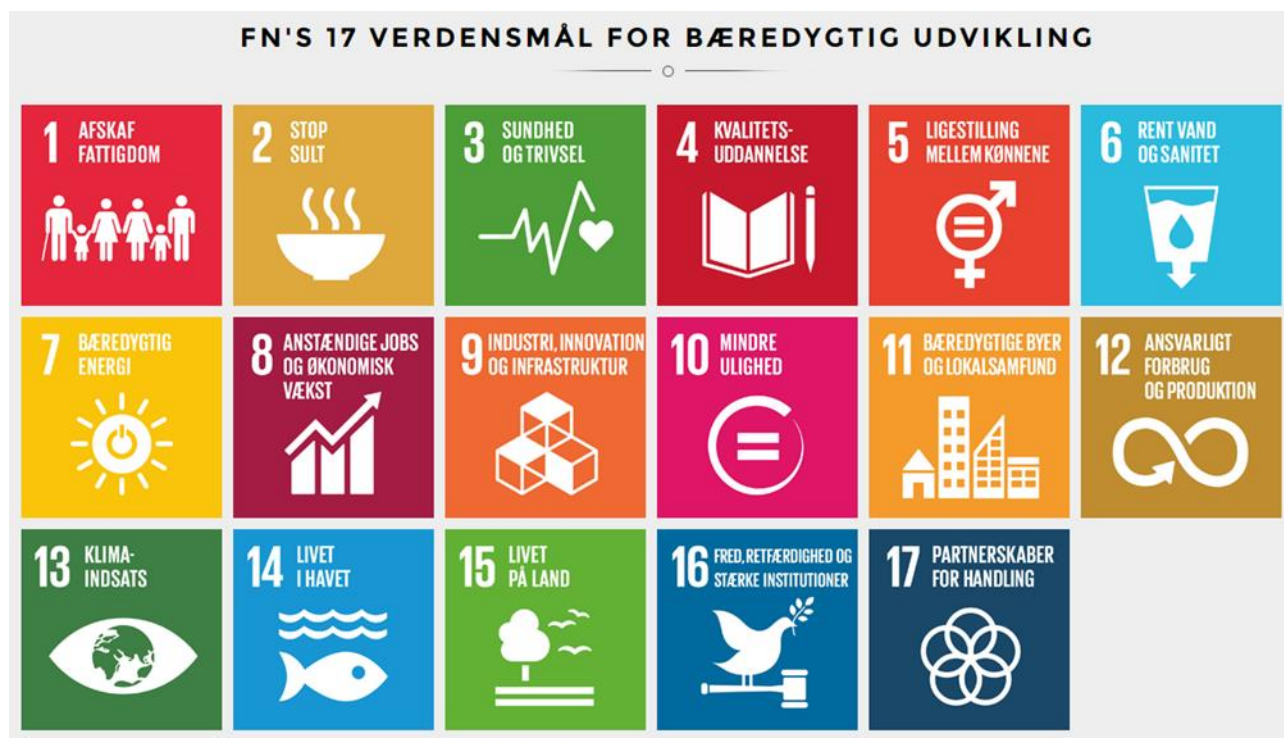 FN'S 17 VERDENSMÅL FOR BÆREDYGTIG UDVIKLING
1 AFSKAF
FATTIGDOM
2 STOP
SULT
3 SUNDHED
OG TRIVSEL
4 KVALITETS-
UDDANNELSE
5 LIGESTILLING
MELLEM KØNNENE
6 RENT VAND
OG SANITET
7 BÆREDYGTIG
ENERGI
8 ANSTÆNDIGE JOBS
OG ØKONOMISK
VÆKST
9 INDUSTRI, INNOVATION
OG INFRASTRUKTUR
10 MINDRE
ULIGHED
11 BÆREDYGTIGE BYER
OG LOKALSAMFUND
12 ANSVARLIGT
FORBRUG
OG PRODUKTION
13 KLIMA-
INDSATS
14 LIVET
I HAVET
15 LIVET
PÅ LAND
16 FRED, RETFÆRDIGHED OG
STÆRKE INSTITUTIONER
17 PARTNERSKABER
FOR HANDLING